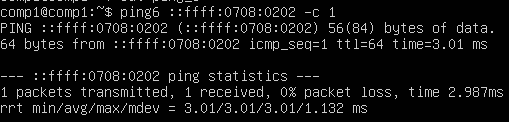 comp1@comp1:~$ ping6 ::ffff:0708:0202 -c 1
PING ::ffff:0708:0202 (::ffff:0708:0202) 56(84) bytes of data.
64 bytes from ::ffff:0708:0202 icmp_seq=1 ttl=64 time=3.01 ms

--- ::ffff:0708:0202 ping statistics ---
1 packets transmitted, 1 received, 0% packet loss, time 2.987ms
rrt min/avg/max/mdev = 3.01/3.01/3.01/1.132 ms